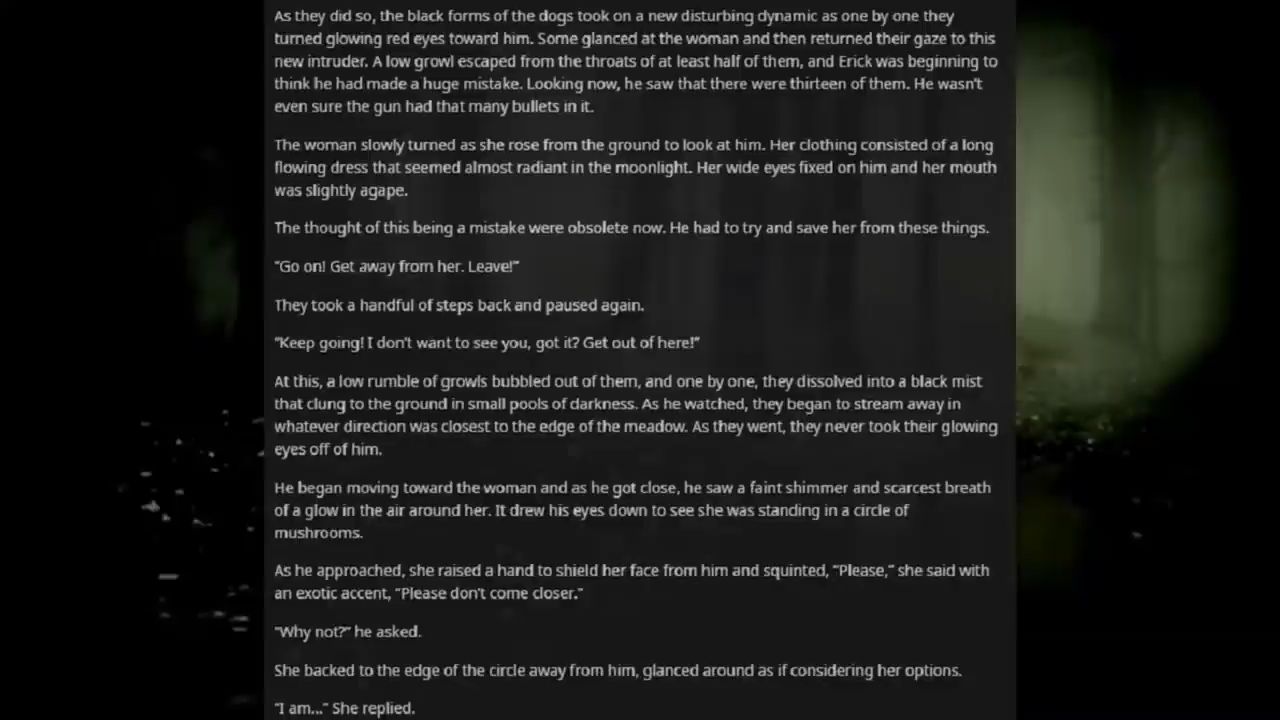 As they did so, the black forms of the dogs took on a new disturbing dynamic as one by one they
turned glowing red eyes toward him. Some glanced at the woman and then returned their gaze to this
new intruder. A low growl escaped from the throats of at least half of them, and Erick was beginning to
think he had made a huge mistake. Looking now, he saw that there were thirteen of them. He wasn't
even sure the gun had that many bullets in it.
The woman slowly turned as she rose from the ground to look at him. Her clothing consisted of a long
flowing dress that seemed almost radiant in the moonlight. Her wide eyes fixed on him and her mouth
was slightly agape.
The thought of this being a mistake were obsolete now. He had to try and save her from these things.
"Go on! Get away from her. Leave!"
They took a handful of steps back and paused again.
"Keep going! I don't want to see you, got it? Get out of here!"
At this, a low rumble of growls bubbled out of them, and one by one, they dissolved into a black mist
that clung to the ground in small pools of darkness. As he watched, they began to stream away in
whatever direction was closest to the edge of the meadow. As they went, they never took their glowing
eyes off of him.
He began moving toward the woman and as he got close, he saw a faint shimmer and scarcest breath
of a glow in the air around her. It drew his eyes down to see she was standing in a circle of
mushrooms.
As he approached, she raised a hand to shield her face from him and squinted, "Please," she said with
an exotic accent, "Please don't come closer."
"Why not?" he asked.
She backed to the edge of the circle away from him, glanced around as if considering her options.
"I am..." She replied.